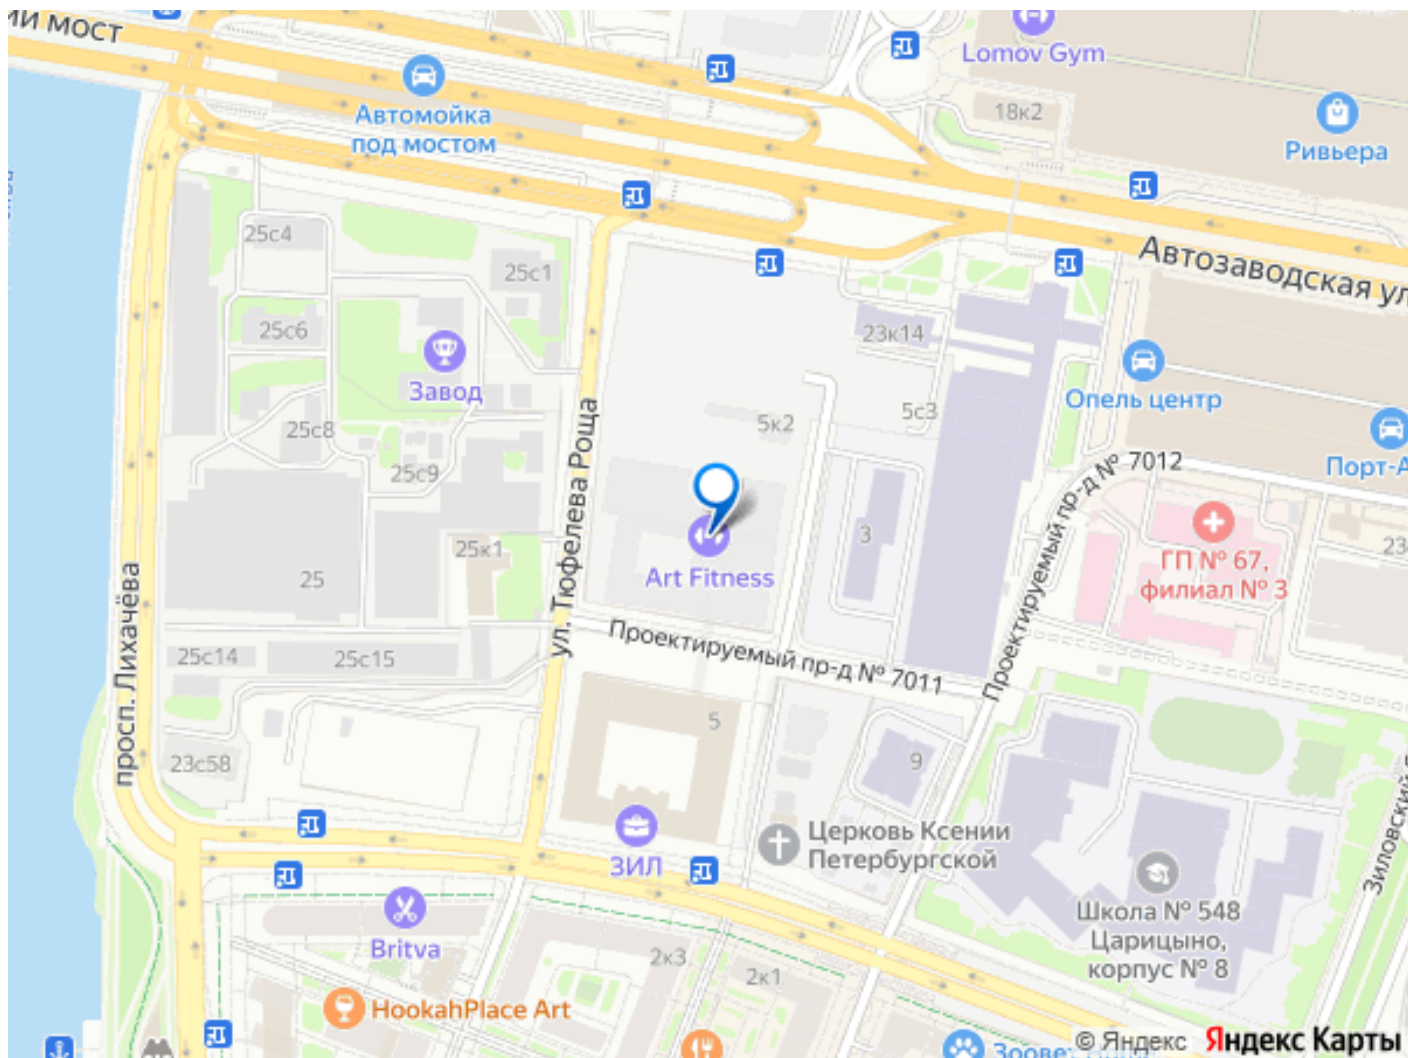 ий мост
Lomov Gym
18к2
Автомойка
под мостом
Ривьера
25с4
25с1
Автозаводская ул
25с6
23к14
Завод
Опель центр
5с3
5к2
25с8
25с9
Порт-А
Проектируемый пр-д № 7012
ул. Тюфелева Роща
3
25к1
25
Art Fitness
ГП № 67,
филиал № 3
23
просп. Лихачёва
Проектируемый пр-д № 7011
25с14
25с15
5
9
23с58
ЗИЛ
Церковь Ксении
Петербургской
Зиловский
Школа № 548
Царицыно,
корпус № 8
Britva
2к3
2к1
HookahPlace Art
© Яндекс Яндекс Карты